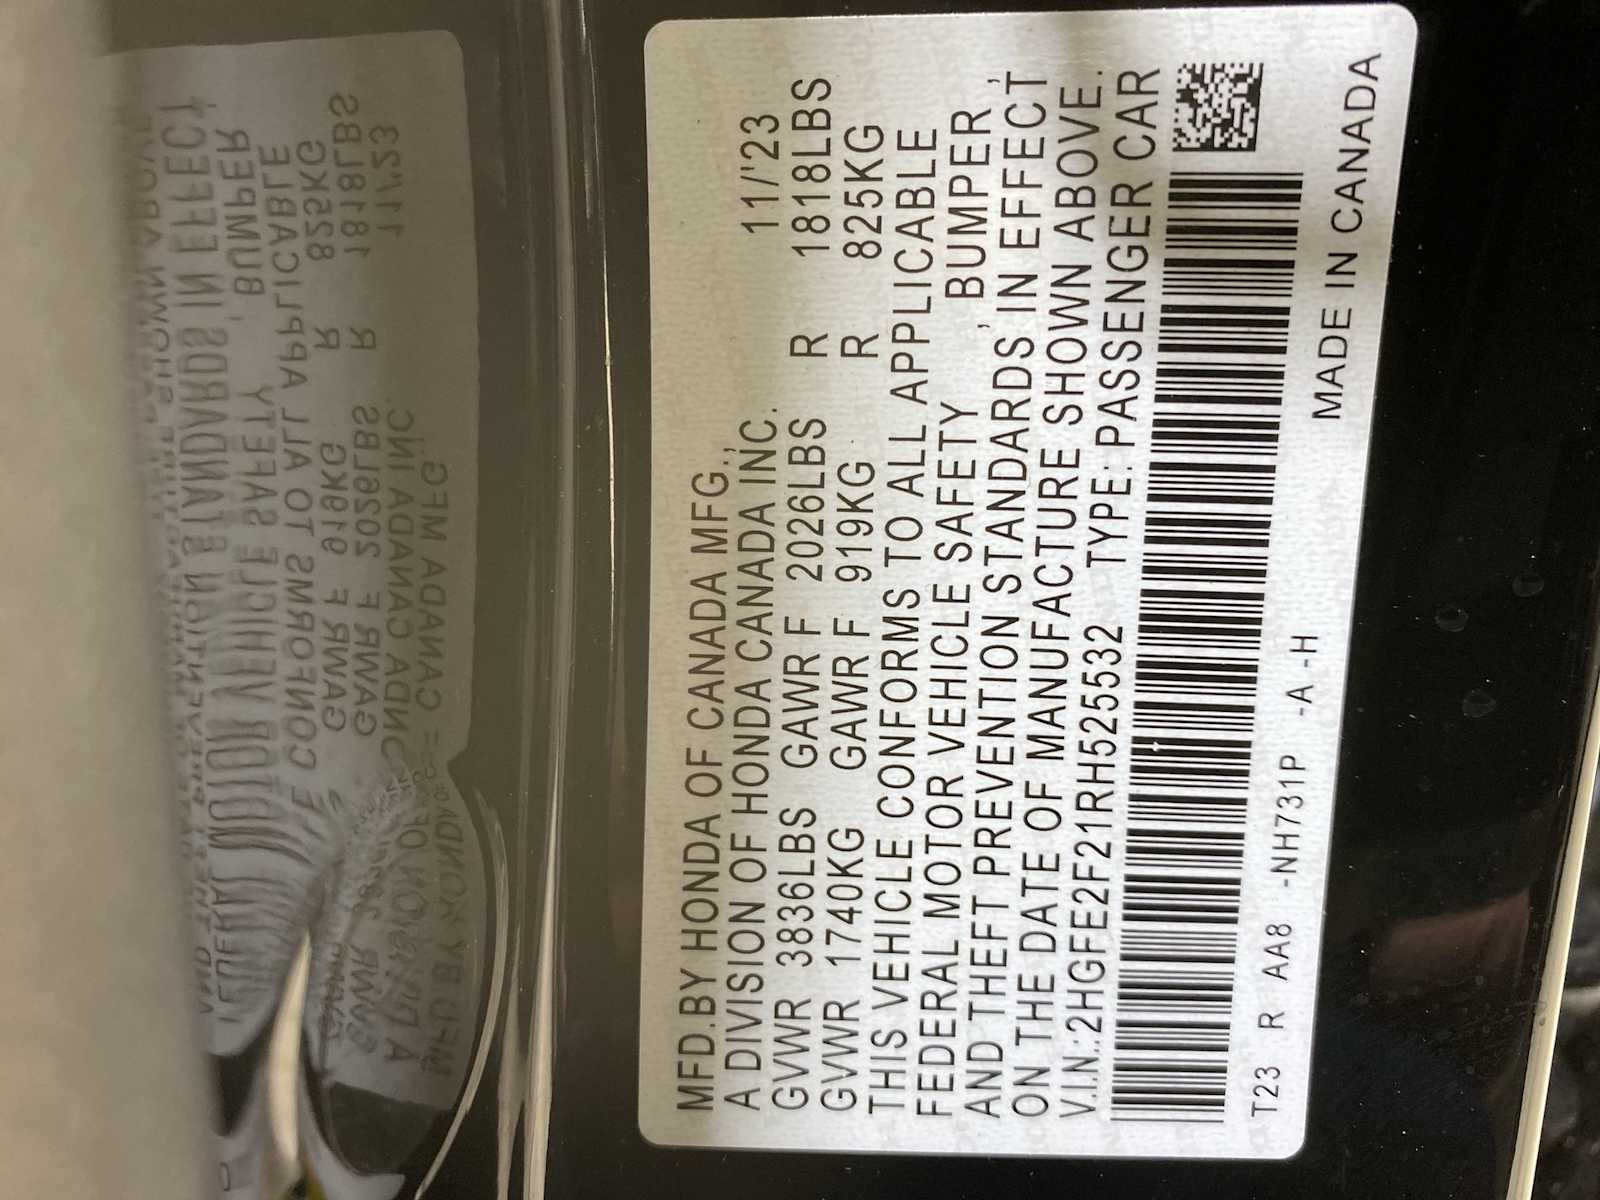 MFD.BY HONDA OF CANADA MFG.,
A DIVISION OF HONDA CANADA INC. 11/'23
GVWR 3836LBS GAWR F 2026LBS R 1818LBS
GVWR 1740KG GAWR F 919KG R 825KG
THIS VEHICLE CONFORMS TO ALL APPLICABLE
FEDERAL MOTOR VEHICLE SAFETY , BUMPER ,
AND THEFT PREVENTION STANDARDS IN EFFECT
ON THE DATE OF MANUFACTURE SHOWN ABOVE.
V.I.N.:2HGFE2F21RH525532 TYPE: PASSENGER CAR
T23 R AA8 -NH731P -A -H
MADE IN CANADA